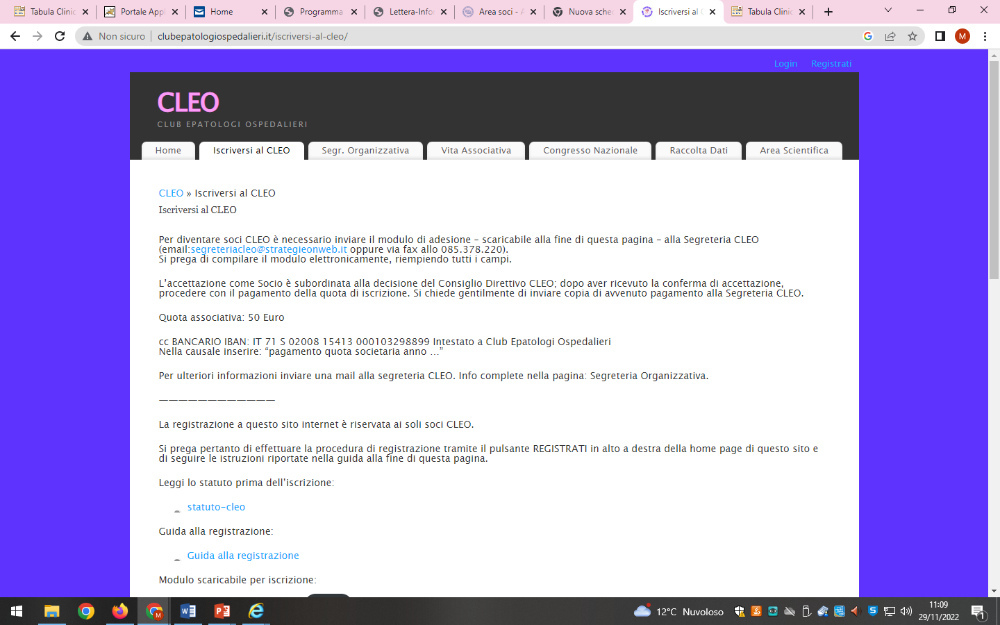 Tabula Clinic
Portale Appl
Home
Programma
Lettera-Infor
Area soci - A
Nuova sche
Iscriversi al C
Tabula Clinic
Non sicuro
clubepatologiospedalieri.it/iscriversi-al-cleo/
M
Login Registrati
CLEO
CLUB EPATOLOGI OSPEDALIERI
Home Iscriversi al CLEO Segr. Organizzativa Vita Associativa Congresso Nazionale Raccolta Dati Area Scientifica
CLEO » Iscriversi al CLEO
Iscriversi al CLEO
Per diventare soci CLEO è necessario inviare il modulo di adesione – scaricabile alla fine di questa pagina – alla Segreteria CLEO
(email:segreteriacleo@strategieonweb.it oppure via fax allo 085.378.220).
Si prega di compilare il modulo elettronicamente, riempiendo tutti i campi.
L’accettazione come Socio è subordinata alla decisione del Consiglio Direttivo CLEO; dopo aver ricevuto la conferma di accettazione,
procedere con il pagamento della quota di iscrizione. Si chiede gentilmente di inviare copia di avvenuto pagamento alla Segreteria CLEO.
Quota associativa: 50 Euro
cc BANCARIO IBAN: IT 71 S 02008 15413 000103298899 Intestato a Club Epatologi Ospedalieri
Nella causale inserire: “pagamento quota societaria anno …”
Per ulteriori informazioni inviare una mail alla segreteria CLEO. Info complete nella pagina: Segreteria Organizzativa.
————————————
La registrazione a questo sito internet è riservata ai soli soci CLEO.
Si prega pertanto di effettuare la procedura di registrazione tramite il pulsante REGISTRATI in alto a destra della home page di questo sito e
di seguire le istruzioni riportate nella guida alla fine di questa pagina.
Leggi lo statuto prima dell’iscrizione:
statuto-cleo
Guida alla registrazione:
Guida alla registrazione
Modulo scaricabile per iscrizione:
12°C Nuvoloso
11:09
29/11/2022
1